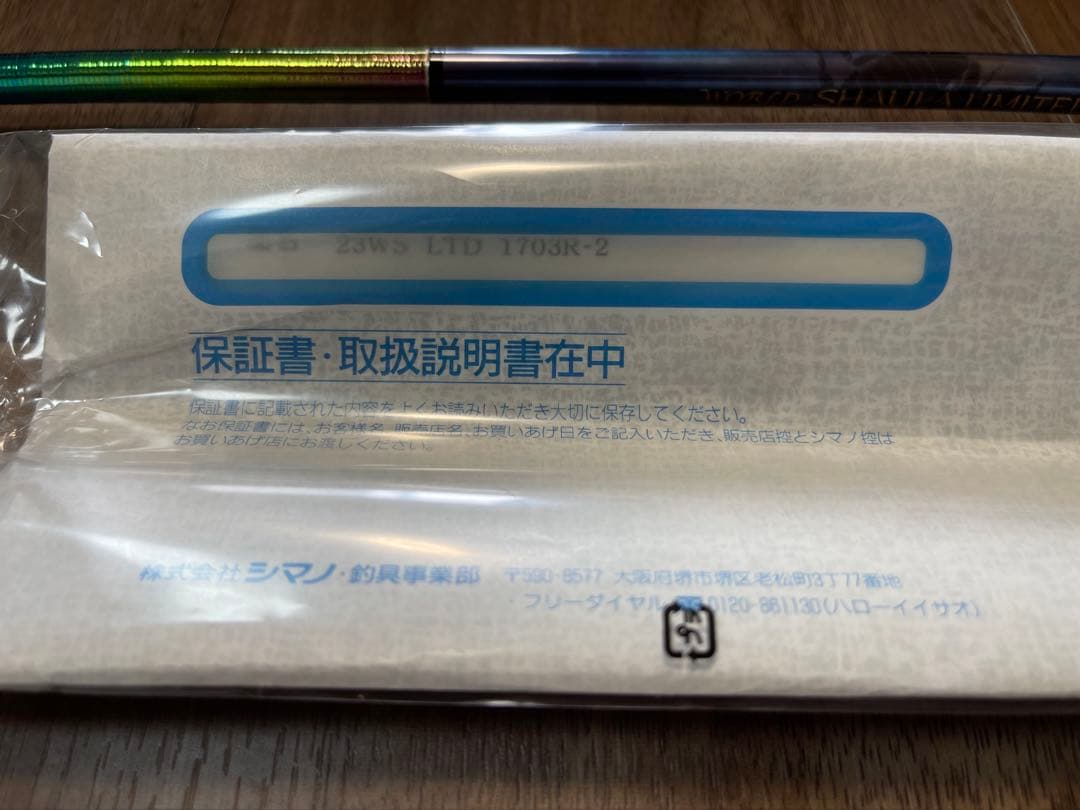 WORLD SHAULA LIMITED
23WS LTD 1703R-2
保証書・取扱説明書在中
保証書に記載された内容をよくお読みいただき大切に保存してください。
なお保証書には、お客様名、販売店名、お買いあげ日をご記入いただき、販売店控とシマノ控は
お買いあげ店にお渡しください。
株式会社シマノ・釣具事業部 〒590-8577 大阪府堺市堺区老松町3丁77番地
・フリーダイヤル 0120-861130(ハローイイサオ)
プラ